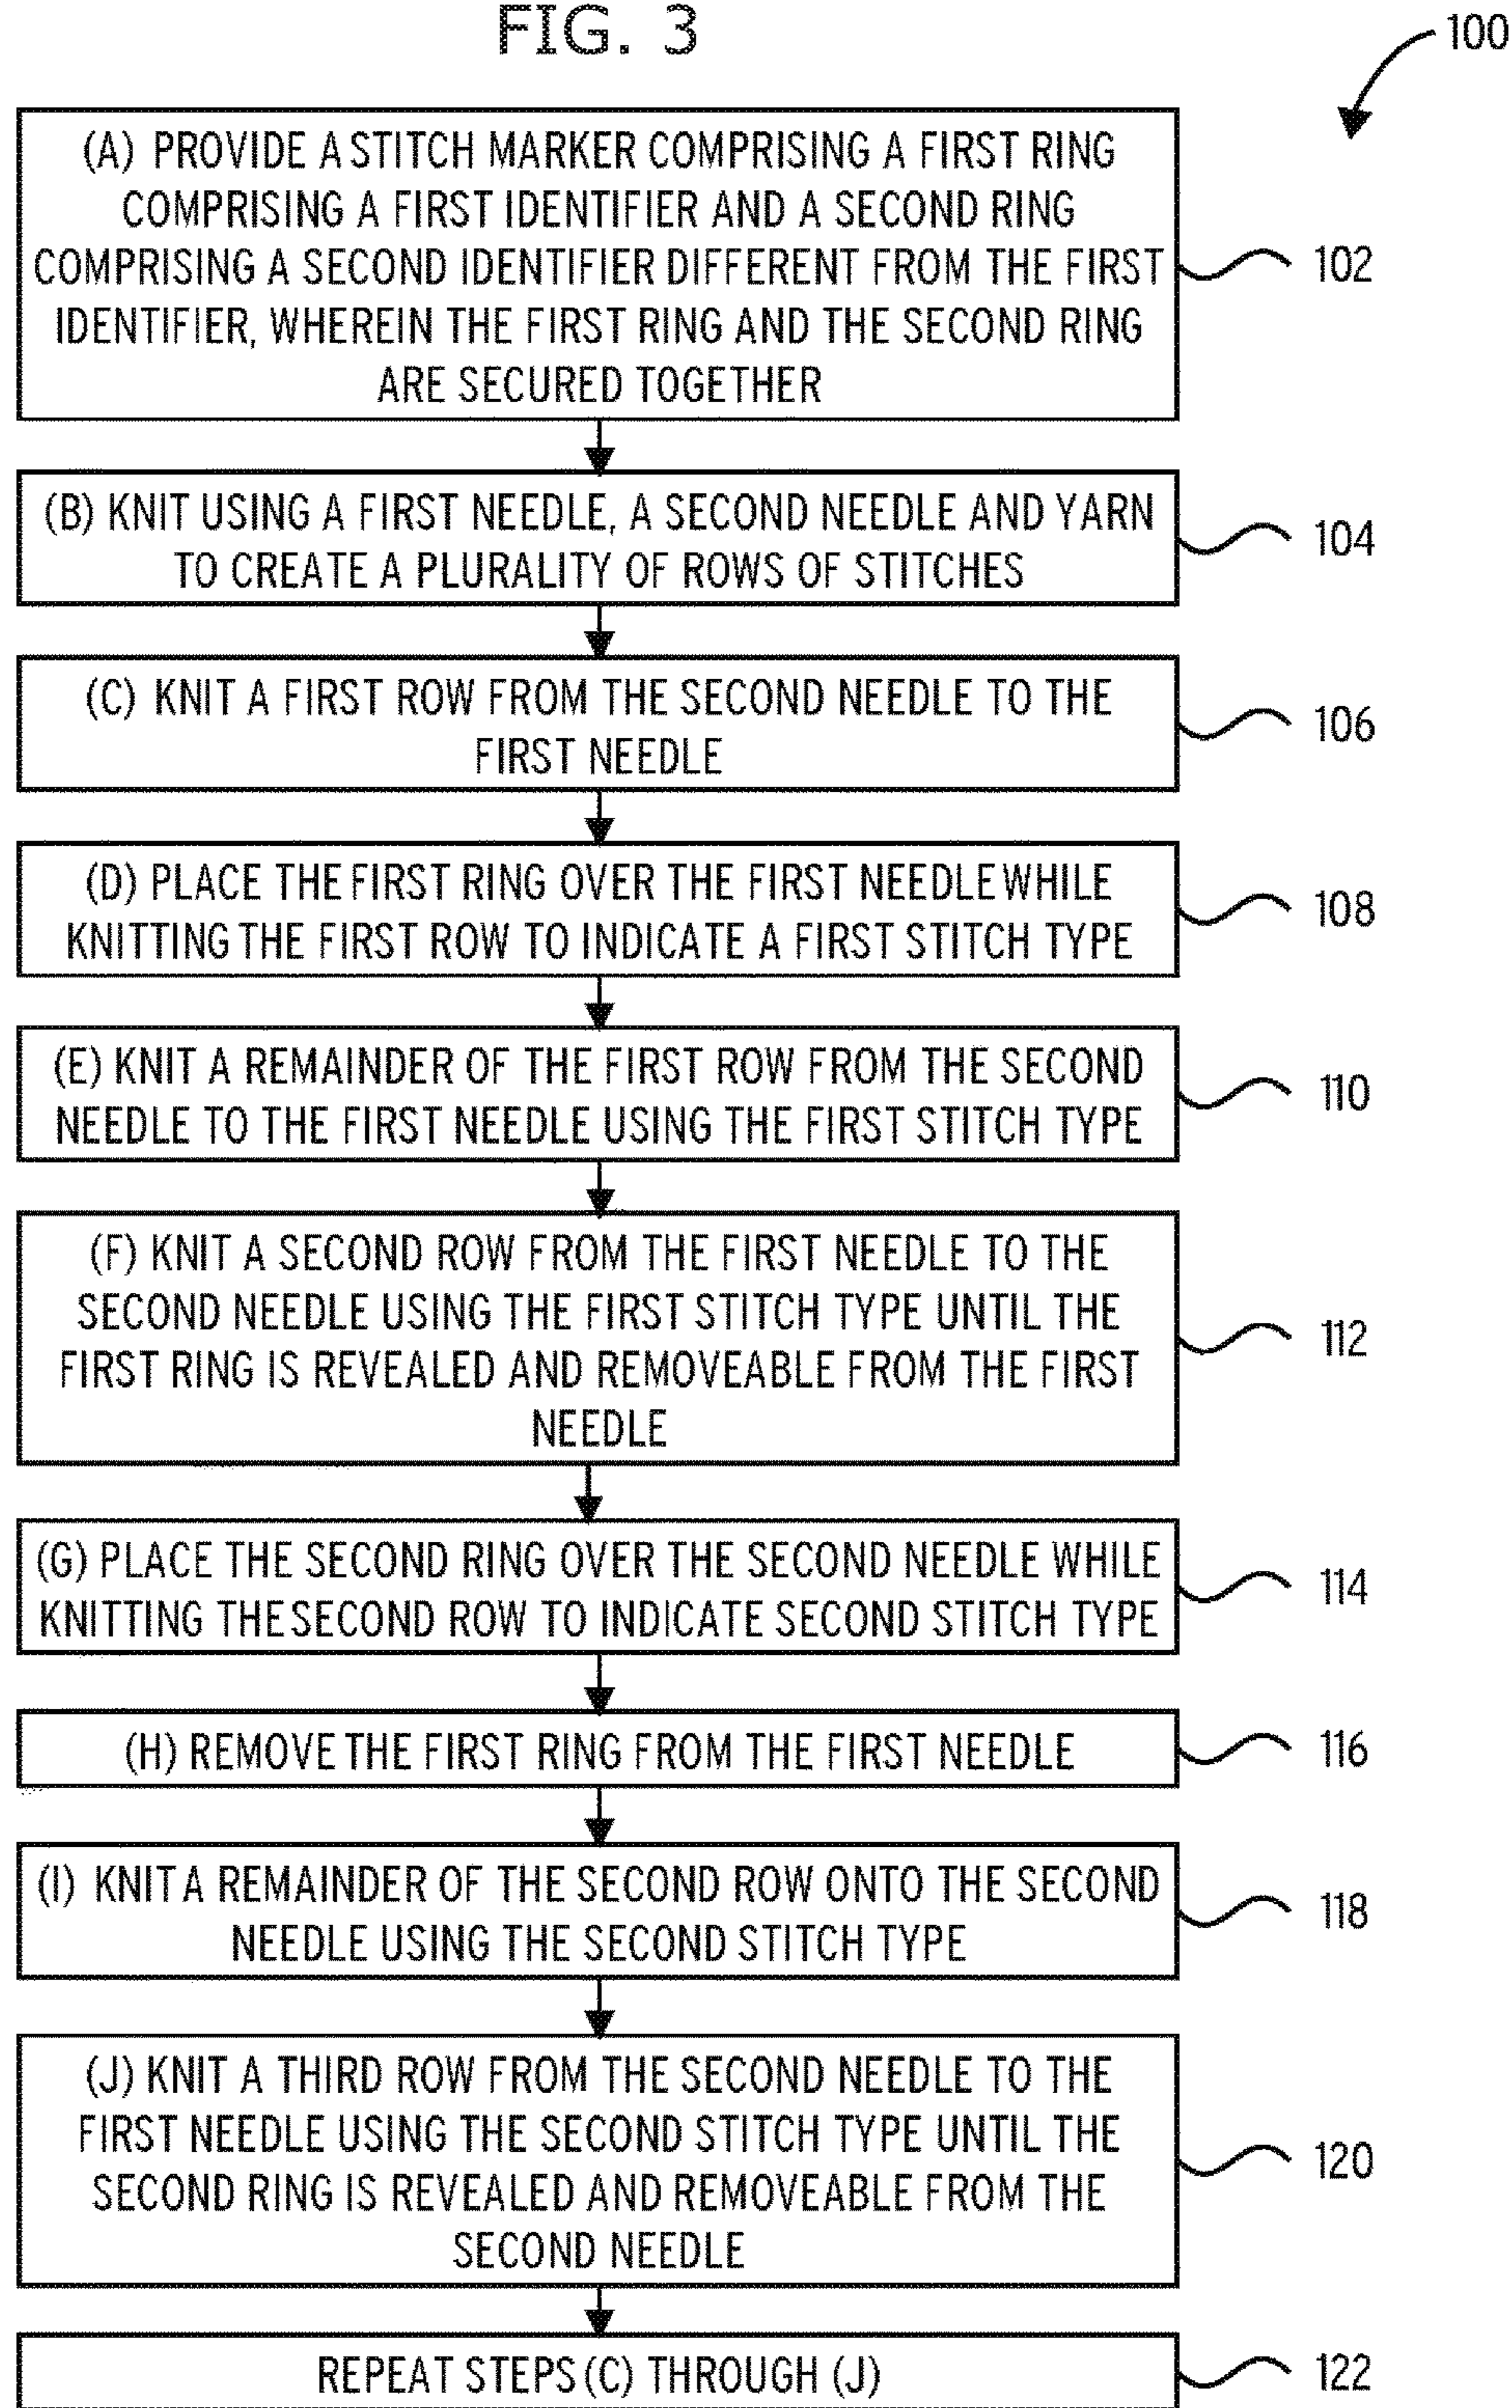 FIG. 3
100
(A) PROVIDE A STITCH MARKER COMPRISING A FIRST RING
COMPRISING A FIRST IDENTIFIER AND A SECOND RING
COMPRISING A SECOND IDENTIFIER DIFFERENT FROM THE FIRST
IDENTIFIER, WHEREIN THE FIRST RING AND THE SECOND RING
ARE SECURED TOGETHER
102
(B) KNIT USING A FIRST NEEDLE, A SECOND NEEDLE AND YARN
TO CREATE A PLURALITY OF ROWS OF STITCHES
104
(C) KNIT A FIRST ROW FROM THE SECOND NEEDLE TO THE
FIRST NEEDLE
106
(D) PLACE THE FIRST RING OVER THE FIRST NEEDLE WHILE
KNITTING THE FIRST ROW TO INDICATE A FIRST STITCH TYPE
108
(E) KNIT A REMAINDER OF THE FIRST ROW FROM THE SECOND
NEEDLE TO THE FIRST NEEDLE USING THE FIRST STITCH TYPE
110
(F) KNIT A SECOND ROW FROM THE FIRST NEEDLE TO THE
SECOND NEEDLE USING THE FIRST STITCH TYPE UNTIL THE
FIRST RING IS REVEALED AND REMOVEABLE FROM THE FIRST
NEEDLE
112
(G) PLACE THE SECOND RING OVER THE SECOND NEEDLE WHILE
KNITTING THE SECOND ROW TO INDICATE SECOND STITCH TYPE
114
(H) REMOVE THE FIRST RING FROM THE FIRST NEEDLE
116
(I) KNIT A REMAINDER OF THE SECOND ROW ONTO THE SECOND
NEEDLE USING THE SECOND STITCH TYPE
118
(J) KNIT A THIRD ROW FROM THE SECOND NEEDLE TO THE
FIRST NEEDLE USING THE SECOND STITCH TYPE UNTIL THE
SECOND RING IS REVEALED AND REMOVEABLE FROM THE
SECOND NEEDLE
120
REPEAT STEPS (C) THROUGH (J)
122